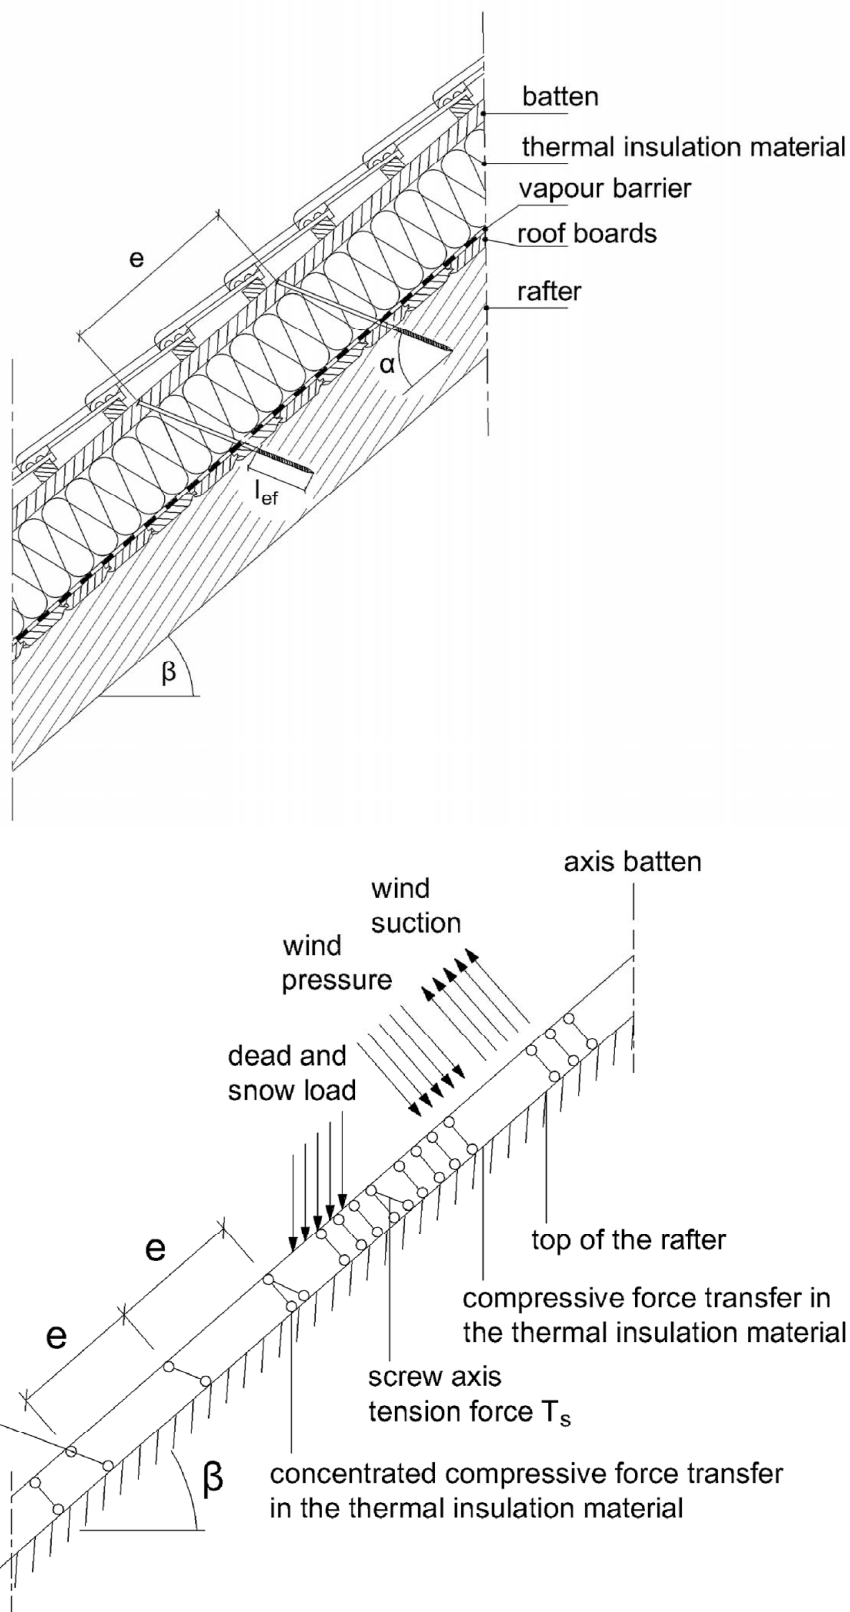 batten
thermal insulation material
vapour barrier
roof boards
rafter
e
α
lef
β
axis batten
wind
suction
wind
pressure
dead and
snow load
e
e
top of the rafter
compressive force transfer in
the thermal insulation material
screw axis
tension force Ts
β
concentrated compressive force transfer
in the thermal insulation material